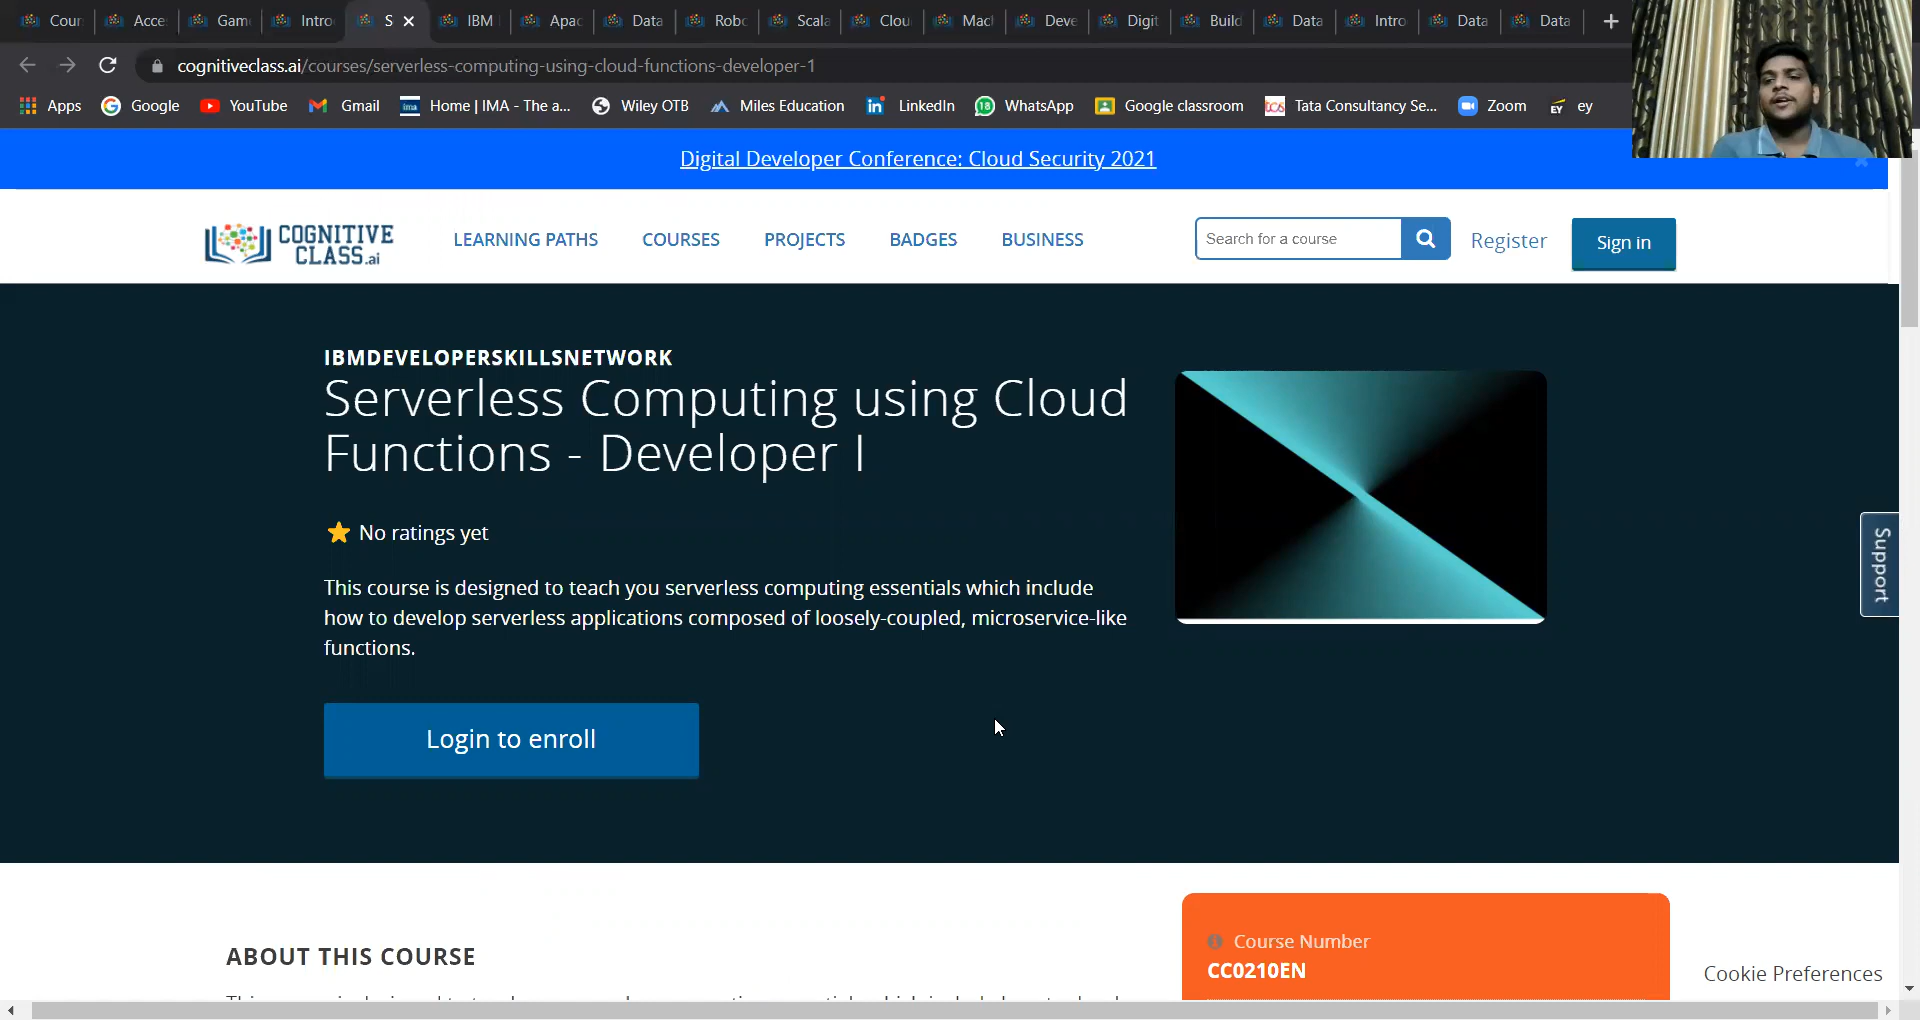 Cour
Acce
Gam
Intro
S
IBM
Apac
Data
Robo
Scala
Clou
Mach
Deve
Digit
Build
Data
Intro
Data
Data
cognitiveclass.ai/courses/serverless-computing-using-cloud-functions-developer-1
Apps
Google
YouTube
Gmail
ima
Home | IMA - The a...
Wiley OTB
Miles Education
in
LinkedIn
18
WhatsApp
Google classroom
tcs
Tata Consultancy Se...
Zoom
EY
ey
Digital Developer Conference: Cloud Security 2021
COGNITIVE
CLASS.ai
LEARNING PATHS
COURSES
PROJECTS
BADGES
BUSINESS
Search for a course
Register
Sign in
IBMDEVELOPERSKILLSNETWORK
Serverless Computing using Cloud
Functions - Developer I
No ratings yet
This course is designed to teach you serverless computing essentials which include
how to develop serverless applications composed of loosely-coupled, microservice-like
functions.
Login to enroll
Support
ABOUT THIS COURSE
Course Number
CC0210EN
Cookie Preferences